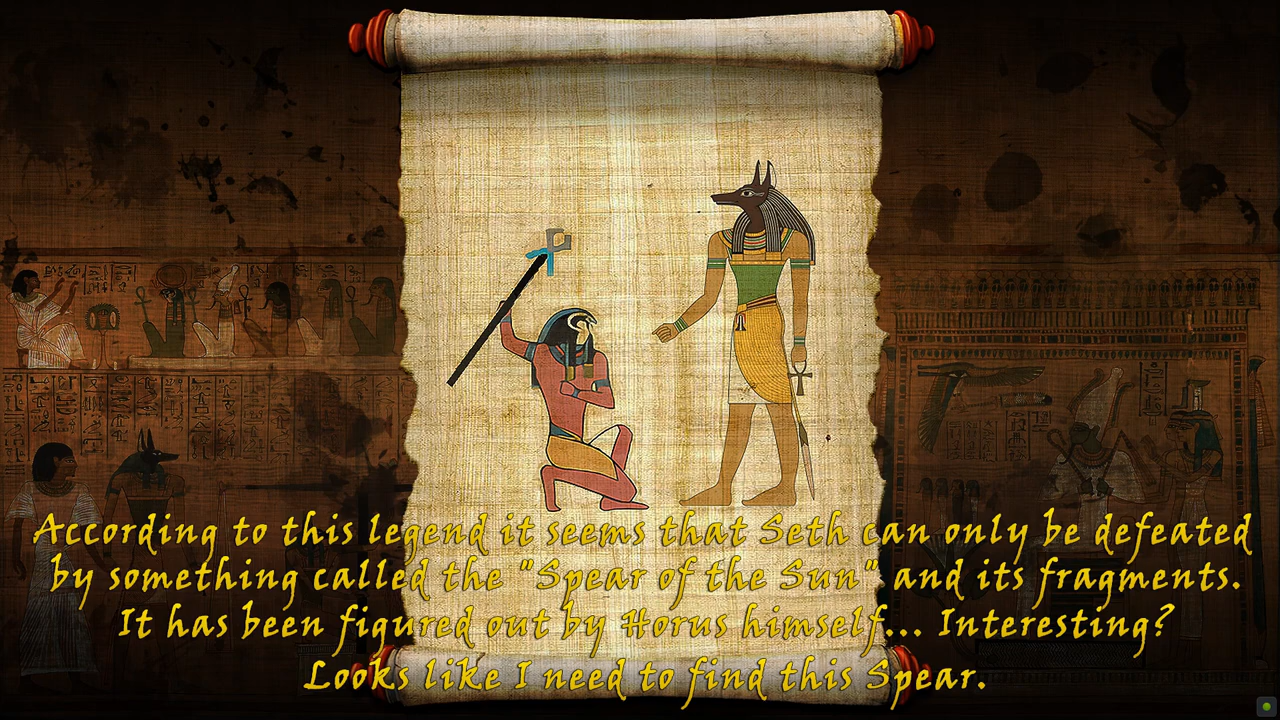 According to this legend it seems that Seth can only be defeated
by something called the "Spear of the Sun" and its fragments.
It has been figured out by Horus himself... Interesting?
Looks like I need to find this Spear.